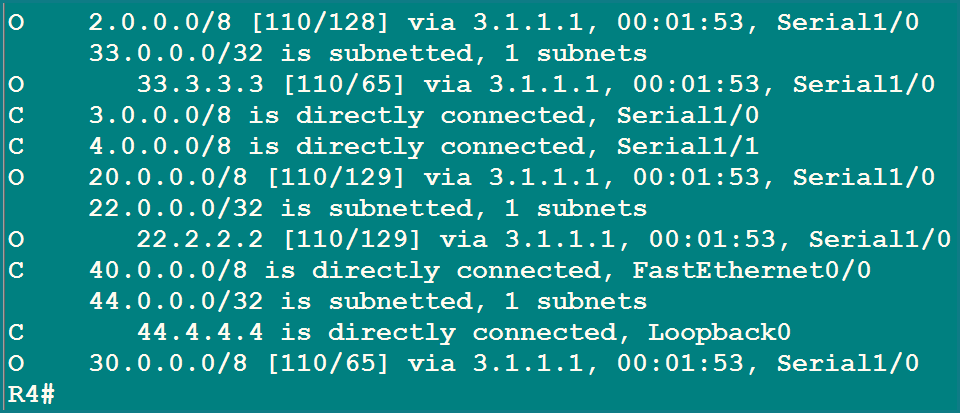 O    2.0.0.0/8 [110/128] via 3.1.1.1, 00:01:53, Serial1/0
     33.0.0.0/32 is subnetted, 1 subnets
O       33.3.3.3 [110/65] via 3.1.1.1, 00:01:53, Serial1/0
C    3.0.0.0/8 is directly connected, Serial1/0
C    4.0.0.0/8 is directly connected, Serial1/1
O    20.0.0.0/8 [110/129] via 3.1.1.1, 00:01:53, Serial1/0
     22.0.0.0/32 is subnetted, 1 subnets
O       22.2.2.2 [110/129] via 3.1.1.1, 00:01:53, Serial1/0
C    40.0.0.0/8 is directly connected, FastEthernet0/0
     44.0.0.0/32 is subnetted, 1 subnets
C       44.4.4.4 is directly connected, Loopback0
O    30.0.0.0/8 [110/65] via 3.1.1.1, 00:01:53, Serial1/0
R4#